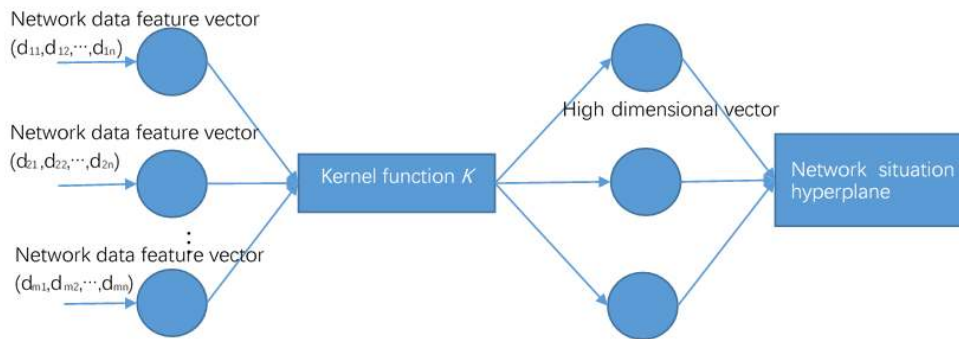 Network data feature vector
(d11,d12,···,d1n)
Network data feature vector
(d21,d22,···,d2n)
⋮
Network data feature vector
(dm1,dm2,···,dmn)
Kernel function K
High dimensional vector
Network situation
hyperplane